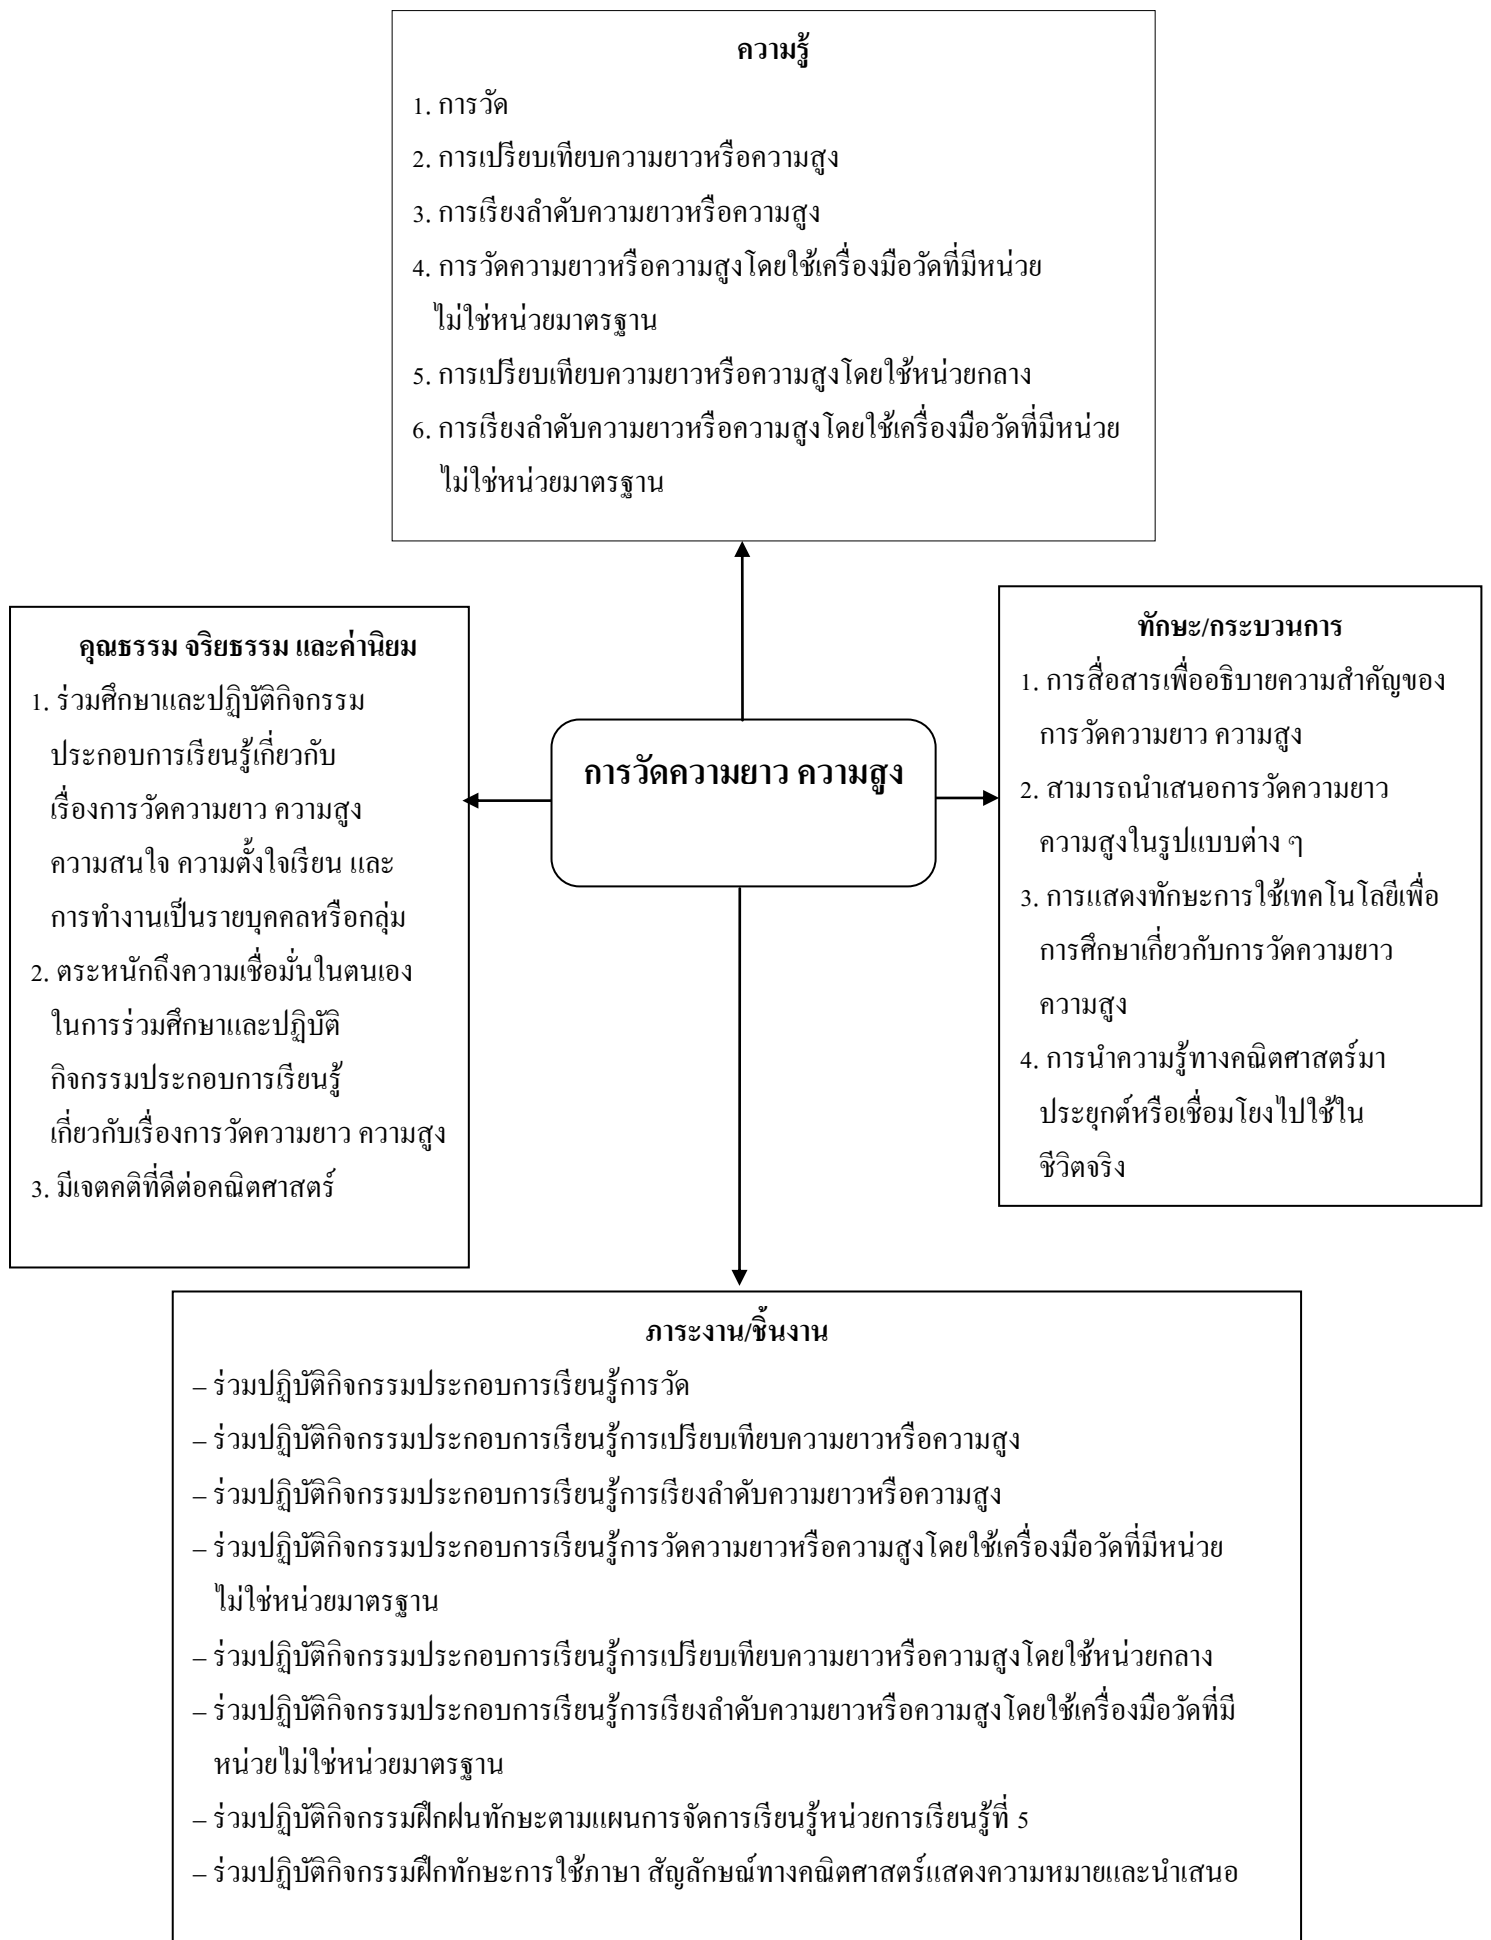 ความรู้
1. การวัด
2. การเปรียบเทียบความยาวหรือความสูง
3. การเรียงลำดับความยาวหรือความสูง
4. การวัดความยาวหรือความสูงโดยใช้เครื่องมือวัดที่มีหน่วย
ไม่ใช่หน่วยมาตรฐาน
5. การเปรียบเทียบความยาวหรือความสูงโดยใช้หน่วยกลาง
6. การเรียงลำดับความยาวหรือความสูงโดยใช้เครื่องมือวัดที่มีหน่วย
ไม่ใช่หน่วยมาตรฐาน
คุณธรรม จริยธรรม และค่านิยม
1. ร่วมศึกษาและปฏิบัติกิจกรรม
ประกอบการเรียนรู้เกี่ยวกับ
เรื่องการวัดความยาว ความสูง
ความสนใจ ความตั้งใจเรียน และ
การทำงานเป็นรายบุคคลหรือกลุ่ม
2. ตระหนักถึงความเชื่อมั่นในตนเอง
ในการร่วมศึกษาและปฏิบัติ
กิจกรรมประกอบการเรียนรู้
เกี่ยวกับเรื่องการวัดความยาว ความสูง
3. มีเจตคติที่ดีต่อคณิตศาสตร์
การวัดความยาว ความสูง
ทักษะ/กระบวนการ
1. การสื่อสารเพื่ออธิบายความสำคัญของ
การวัดความยาว ความสูง
2. สามารถนำเสนอการวัดความยาว
ความสูงในรูปแบบต่าง ๆ
3. การแสดงทักษะการใช้เทคโนโลยีเพื่อ
การศึกษาเกี่ยวกับการวัดความยาว
ความสูง
4. การนำความรู้ทางคณิตศาสตร์มา
ประยุกต์หรือเชื่อมโยงไปใช้ใน
ชีวิตจริง
ภาระงาน/ชิ้นงาน
– ร่วมปฏิบัติกิจกรรมประกอบการเรียนรู้การวัด
– ร่วมปฏิบัติกิจกรรมประกอบการเรียนรู้การเปรียบเทียบความยาวหรือความสูง
– ร่วมปฏิบัติกิจกรรมประกอบการเรียนรู้การเรียงลำดับความยาวหรือความสูง
– ร่วมปฏิบัติกิจกรรมประกอบการเรียนรู้การวัดความยาวหรือความสูงโดยใช้เครื่องมือวัดที่มีหน่วย
ไม่ใช่หน่วยมาตรฐาน
– ร่วมปฏิบัติกิจกรรมประกอบการเรียนรู้การเปรียบเทียบความยาวหรือความสูงโดยใช้หน่วยกลาง
– ร่วมปฏิบัติกิจกรรมประกอบการเรียนรู้การเรียงลำดับความยาวหรือความสูงโดยใช้เครื่องมือวัดที่มี
หน่วยไม่ใช่หน่วยมาตรฐาน
– ร่วมปฏิบัติกิจกรรมฝึกฝนทักษะตามแผนการจัดการเรียนรู้หน่วยการเรียนรู้ที่ 5
– ร่วมปฏิบัติกิจกรรมฝึกทักษะการใช้ภาษา สัญลักษณ์ทางคณิตศาสตร์แสดงความหมายและนำเสนอ